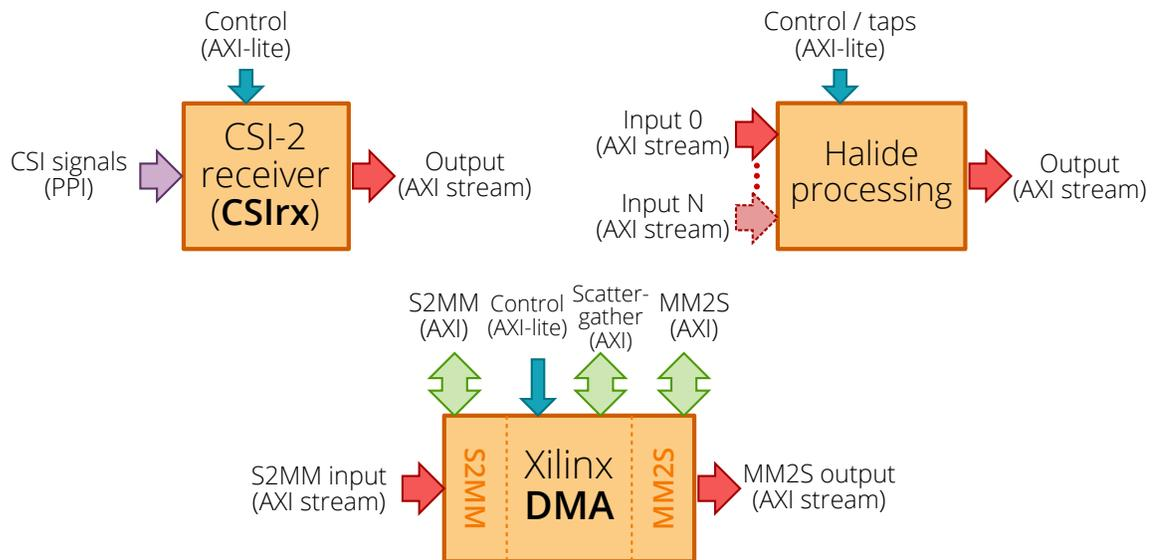 Control
(AXI-lite)
CSI signals
(PPI)
CSI-2
receiver
(CSIrx)
Output
(AXI stream)
Control / taps
(AXI-lite)
Input 0
(AXI stream)
Input N
(AXI stream)
Halide
processing
Output
(AXI stream)
S2MM
(AXI)
Control
(AXI-lite)
Scatter-
gather
(AXI)
MM2S
(AXI)
S2MM input
(AXI stream)
S2MM
Xilinx
DMA
MM2S
MM2S output
(AXI stream)